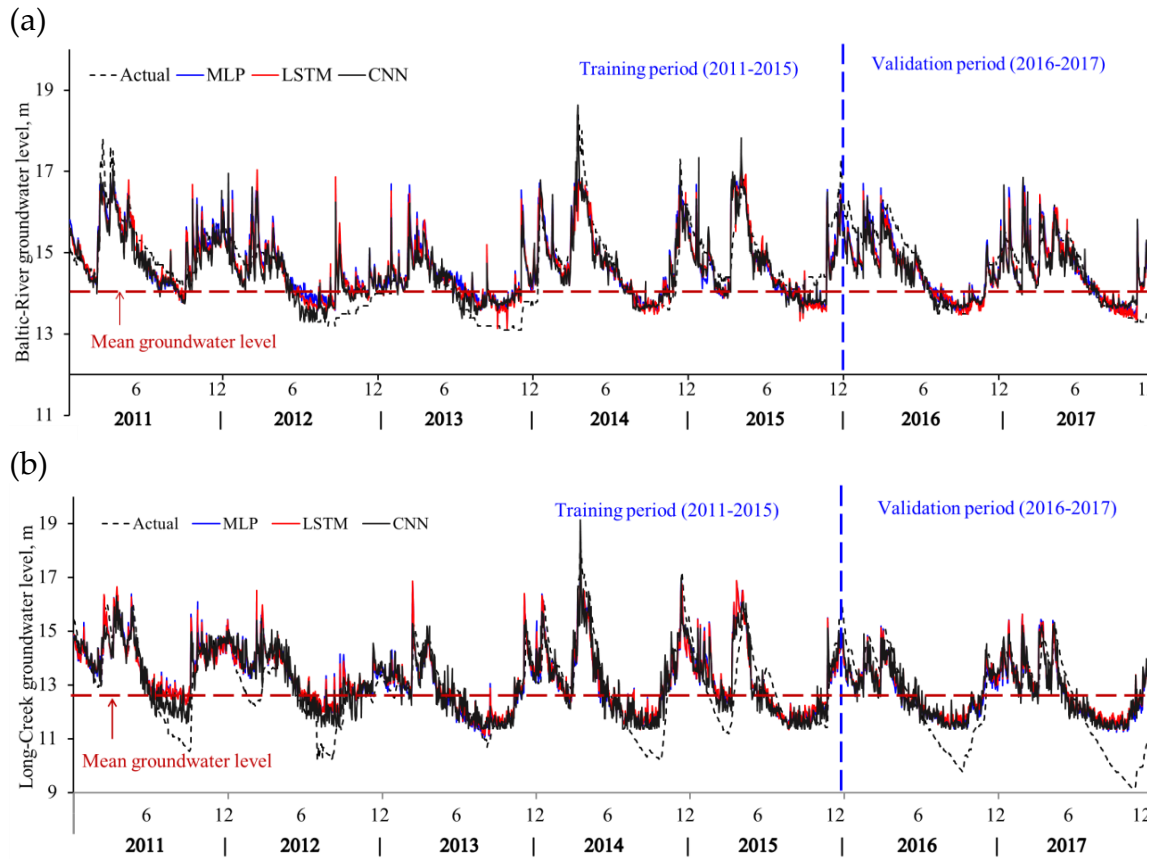 (a)
19
17
15
13
11
Baltic-River groundwater level, m
Actual MLP LSTM CNN
Training period (2011-2015)
Validation period (2016-2017)
Mean groundwater level
6 12 6 12 6 12 6 12 6 12 6 12 6 1
2011 | 2012 | 2013 | 2014 | 2015 | 2016 | 2017
(b)
19
17
15
13
11
9
Long-Creek groundwater level, m
Actual MLP LSTM CNN
Training period (2011-2015)
Validation period (2016-2017)
Mean groundwater level
6 12 6 12 6 12 6 12 6 12 6 12 6 12
2011 | 2012 | 2013 | 2014 | 2015 | 2016 | 2017